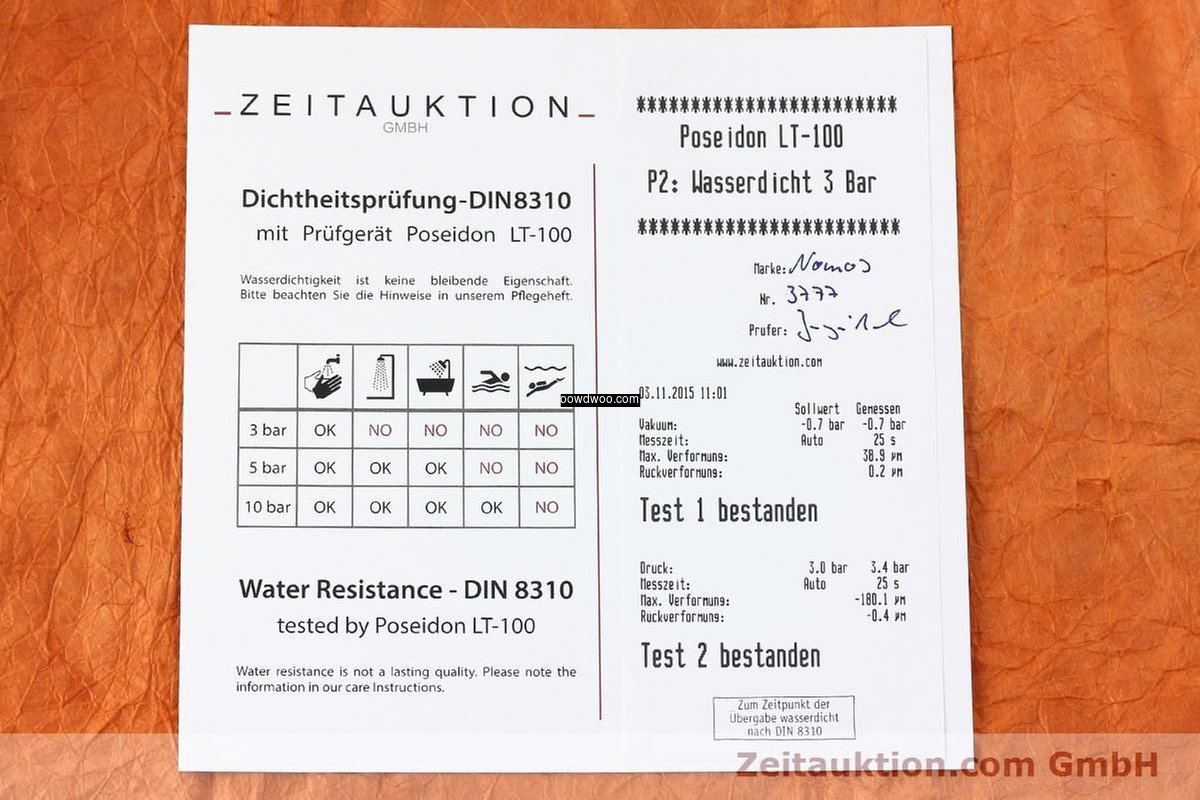 ZEITAUKTION
GMBH
Dichtheitsprüfung-DIN8310
mit Prüfgerät Poseidon LT-100
Wasserdichtigkeit ist keine bleibende Eigenschaft.
Bitte beachten Sie die Hinweise in unserem Pflegeheft.
3 bar OK NO NO NO NO
5 bar OK OK OK NO NO
10 bar OK OK OK OK NO
Water Resistance - DIN 8310
tested by Poseidon LT-100
Water resistance is not a lasting quality. Please note the
information in our care Instructions.
************************
Poseidon LT-100
P2: Wasserdicht 3 Bar
************************
Marke: Nomos
Nr. 3777
Prufer:
www.zeitauktion.com
powdwoo.com
03.11.2015 11:01
Sollwert Gemessen
Vakuum: -0.7 bar -0.7 bar
Messzeit: Auto 25 s
Max. Verformung: 38.9 µm
Ruckverformung: 0.2 µm
Test 1 bestanden
Druck: 3.0 bar 3.4 bar
Messzeit: Auto 25 s
Max. Verformung: -180.1 µm
Ruckverformung: -0.4 µm
Test 2 bestanden
Zum Zeitpunkt der
Übergabe wasserdicht
nach DIN 8310
Zeitauktion.com GmbH